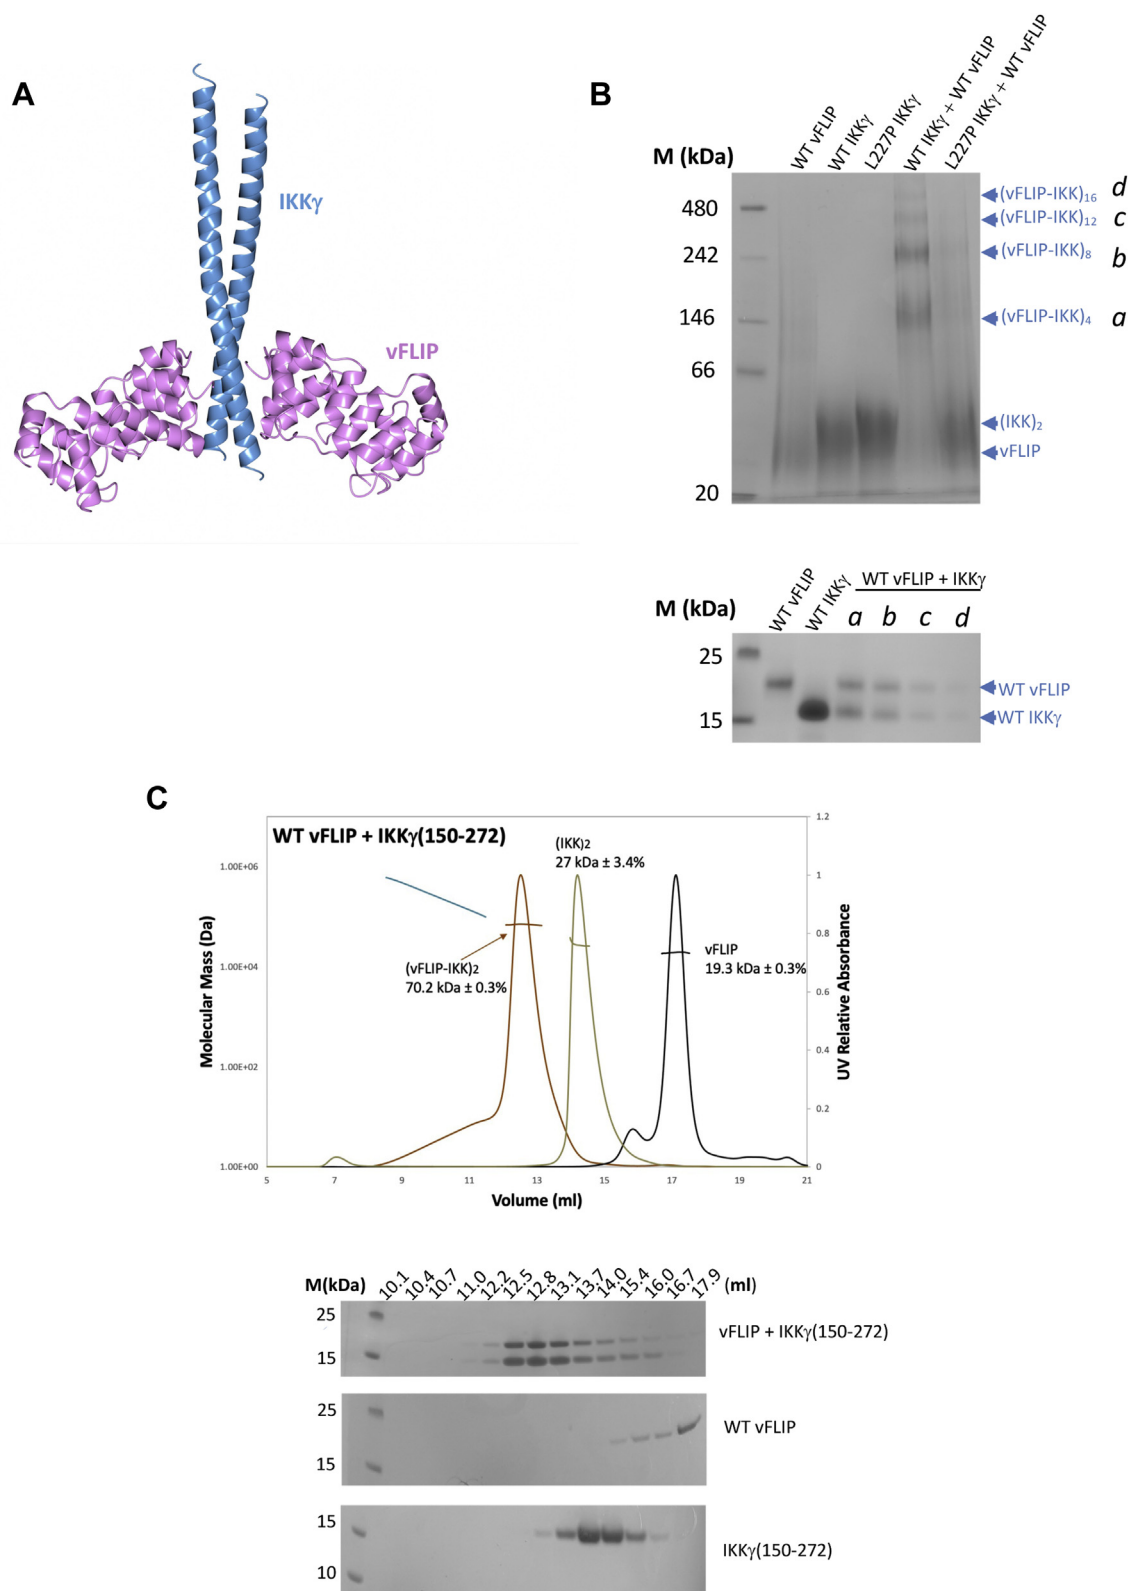 A
IKKγ
vFLIP
B
M (kDa)
WT vFLIP
WT IKKγ
L227P IKKγ
WT IKKγ + WT vFLIP
L227P IKKγ + WT vFLIP
480
242
146
66
20
(vFLIP-IKK)₁₆ d
(vFLIP-IKK)₁₂ c
(vFLIP-IKK)₈ b
(vFLIP-IKK)₄ a
(IKK)₂
vFLIP
M (kDa)
WT vFLIP
WT IKKγ
WT vFLIP + IKKγ
a b c d
25
15
WT vFLIP
WT IKKγ
C
WT vFLIP + IKKγ(150-272)
(IKK)2
27 kDa ± 3.4%
(vFLIP-IKK)2
70.2 kDa ± 0.3%
vFLIP
19.3 kDa ± 0.3%
Molecular Mass (Da)
1.00E+06
1.00E+04
1.00E+02
1.00E+00
UV Relative Absorbance
1.2
1
0.8
0.6
0.4
0.2
0
5 7 9 11 13 15 17 19 21
Volume (ml)
M(kDa) 10.1 10.4 10.7 11.0 12.2 12.5 12.8 13.1 13.7 14.0 15.4 16.0 16.7 17.9 (ml)
25
15
vFLIP + IKKγ(150-272)
25
15
WT vFLIP
15
10
IKKγ(150-272)